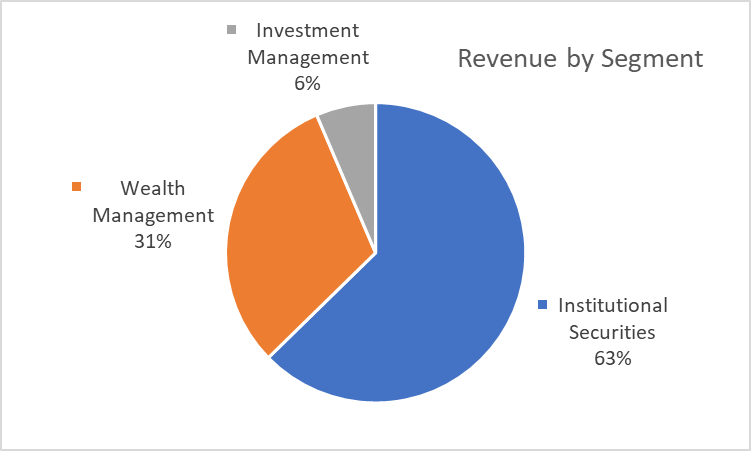 Revenue by Segment
Investment
Management
6%
Wealth
Management
31%
Institutional
Securities
63%